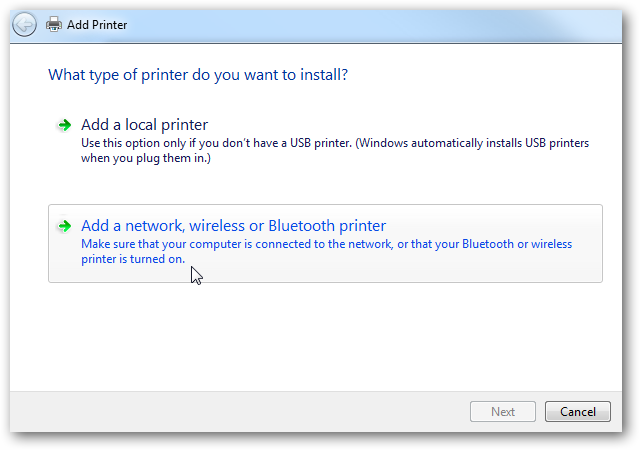 Add Printer
What type of printer do you want to install?
Add a local printer
Use this option only if you don't have a USB printer. (Windows automatically installs USB printers
when you plug them in.)
Add a network, wireless or Bluetooth printer
Make sure that your computer is connected to the network, or that your Bluetooth or wireless
printer is turned on.
Next
Cancel